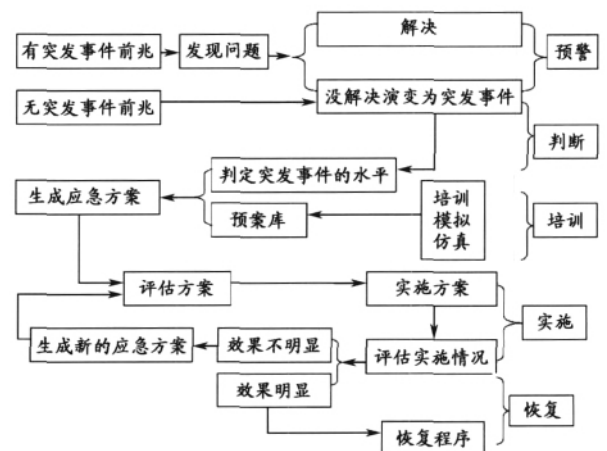 解决
有突发事件前兆
发现问题
预警
没解决演变为突发事件
无突发事件前兆
判断
判定突发事件的水平
生成应急方案
预案库
培训
模拟
仿真
培训
评估方案
实施方案
实施
生成新的应急方案
效果不明显
评估实施情况
效果明显
恢复
恢复程序